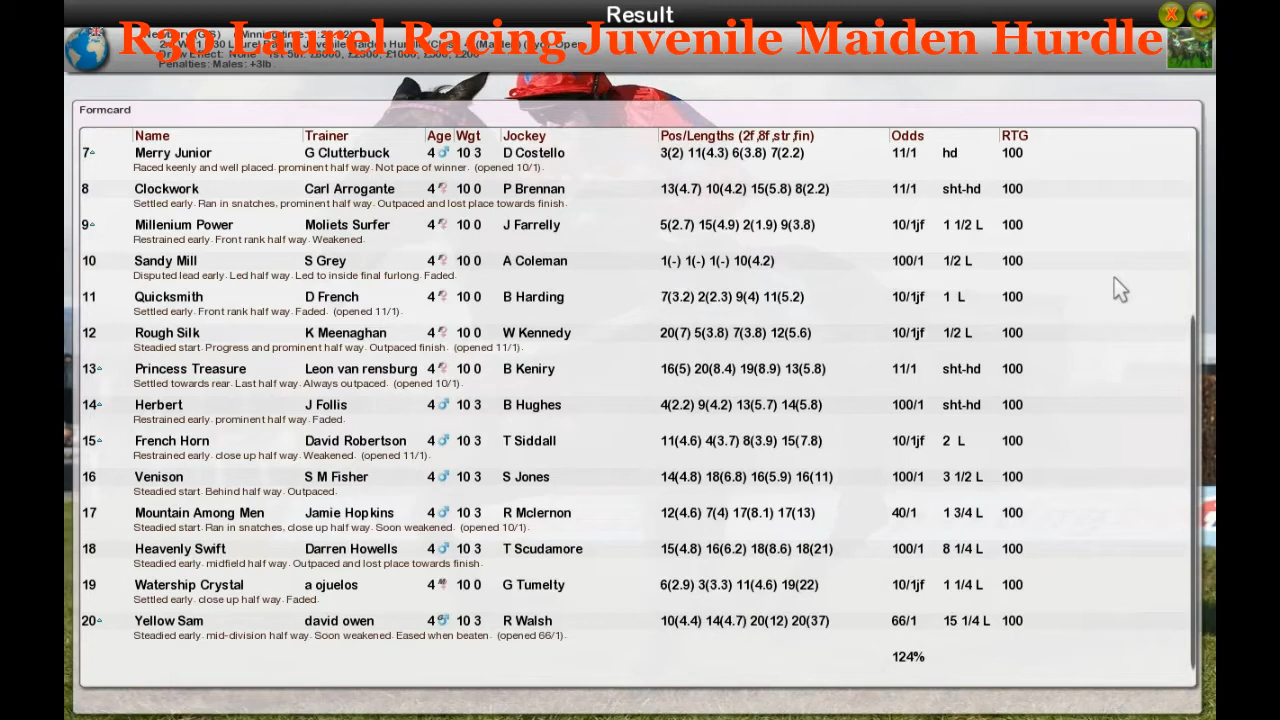 Result
Rjc Laurel Racing Juvenile Maiden Hurdle
Penalties: Males: +3lb
Formcard
Name Trainer Age Wgt Jockey Pos/Lengths (2f,8f,str,fin) Odds RTG
7 Merry Junior G Clutterbuck 4 10 3 D Costello 3(2) 11(4.3) 6(3.8) 7(2.2) 11/1 hd 100
Raced keenly and well placed. prominent half way. Not pace of winner. (opened 10/1).
8 Clockwork Carl Arrogante 4 10 0 P Brennan 13(4.7) 10(4.2) 15(5.8) 8(2.2) 11/1 sht-hd 100
Settled early. Ran in snatches, prominent half way. Outpaced and lost place towards finish.
9 Millenium Power Moliets Surfer 4 10 0 J Farrelly 5(2.7) 15(4.9) 2(1.9) 9(3.8) 10/1jf 1 1/2 L 100
Restrained early. Front rank half way. Weakened.
10 Sandy Mill S Grey 4 10 0 A Coleman 1(-) 1(-) 1(-) 10(4.2) 100/1 1/2 L 100
Disputed lead early. Led half way. Led to inside final furlong. Faded.
11 Quicksmith D French 4 10 0 B Harding 7(3.2) 2(2.3) 9(4) 11(5.2) 10/1jf 1 L 100
Settled early. Front rank half way. Faded. (opened 11/1).
12 Rough Silk K Meenaghan 4 10 0 W Kennedy 20(7) 5(3.8) 7(3.8) 12(5.6) 10/1jf 1/2 L 100
Steadied start. Progress and prominent half way. Outpaced finish. (opened 11/1).
13 Princess Treasure Leon van rensburg 4 10 0 B Keniry 16(5) 20(8.4) 19(8.9) 13(5.8) 11/1 sht-hd 100
Settled towards rear. Last half way. Always outpaced. (opened 10/1).
14 Herbert J Follis 4 10 3 B Hughes 4(2.2) 9(4.2) 13(5.7) 14(5.8) 100/1 sht-hd 100
Restrained early. prominent half way. Faded.
15 French Horn David Robertson 4 10 3 T Siddall 11(4.6) 4(3.7) 8(3.9) 15(7.8) 10/1jf 2 L 100
Restrained early. close up half way. Weakened. (opened 11/1).
16 Venison S M Fisher 4 10 3 S Jones 14(4.8) 18(6.8) 16(5.9) 16(11) 100/1 3 1/2 L 100
Steadied start. Behind half way. Outpaced.
17 Mountain Among Men Jamie Hopkins 4 10 3 R Mclernon 12(4.6) 7(4) 17(8.1) 17(13) 40/1 1 3/4 L 100
Steadied start. Ran in snatches, close up half way. Soon weakened. (opened 10/1).
18 Heavenly Swift Darren Howells 4 10 3 T Scudamore 15(4.8) 16(6.2) 18(8.6) 18(21) 100/1 8 1/4 L 100
Steadied early. midfield half way. Outpaced and lost place towards finish.
19 Watership Crystal a ojuelos 4 10 0 G Tumelty 6(2.9) 3(3.3) 11(4.6) 19(22) 10/1jf 1 1/4 L 100
Settled early. close up half way. Faded.
20 Yellow Sam david owen 4 10 3 R Walsh 10(4.4) 14(4.7) 20(12) 20(37) 66/1 15 1/4 L 100
Steadied early. mid-division half way. Soon weakened. Eased when beaten. (opened 66/1).
124%